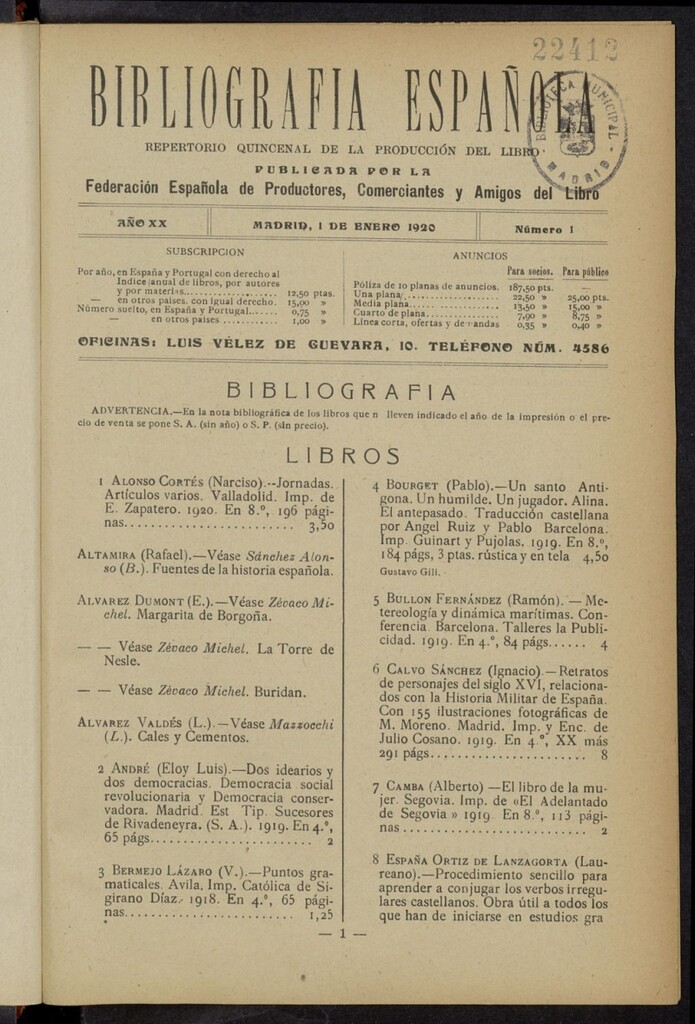 22412
BIBLIOGRAFIA ESPAÑOLA
BIBLIOTECA MUNICIPAL
MADRID
REPERTORIO QUINCENAL DE LA PRODUCCIÓN DEL LIBRO
PUBLICADA POR LA
Federación Española de Productores, Comerciantes y Amigos del Libro
AÑO XX
MADRID, 1 DE ENERO 1920
Número 1
SUBSCRIPCION
Por año, en España y Portugal con derecho al
Indice anual de libros, por autores
y por materias..................... 12,50 ptas.
— en otros países. con igual derecho. 15,00 »
Número suelto, en España y Portugal...... 0,75 »
— en otros países ............ 1,00 »
ANUNCIOS
Para socios. Para público
Póliza de 10 planas de anuncios. 187,50 pts. —
Una plana........................ 22,50 » 25,00 pts.
Media plana..................... 13,50 » 15,00 »
Cuarto de plana................ 7,90 » 8,75 »
Línea corta, ofertas y demandas 0,35 » 0,40 »
OFICINAS: LUIS VÉLEZ DE GUEVARA, 10. TELÉFONO NÚM. 4586
BIBLIOGRAFIA
ADVERTENCIA.—En la nota bibliográfica de los libros que n lleven indicado el año de la impresión o el pre-
cio de venta se pone S. A. (sin año) o S. P. (sin precio).
LIBROS
1 ALONSO CORTÉS (Narciso).--Jornadas.
Artículos varios. Valladolid. Imp. de
E. Zapatero. 1920. En 8.º, 196 pági-
nas........................ 3,50
ALTAMIRA (Rafael).—Véase Sánchez Alon-
so (B.). Fuentes de la historia española.
ALVAREZ DUMONT (E.).—Véase Zévaco Mi-
chel. Margarita de Borgoña.
— — Véase Zévaco Michel. La Torre de
Nesle.
— — Véase Zévaco Michel. Buridan.
ALVAREZ VALDÉS (L.).—Véase Mazzocchi
(L.). Cales y Cementos.
2 ANDRÉ (Eloy Luis).—Dos idearios y
dos democracias. Democracia social
revolucionaria y Democracia conser-
vadora. Madrid. Est Tip. Sucesores
de Rivadeneyra. (S. A.). 1919. En 4.º,
65 págs....................... 2
3 BERMEJO LÁZARO (V.).—Puntos gra-
maticales. Avila. Imp. Católica de Si-
girano Díaz. 1918. En 4.º, 65 pági-
nas........................ 1,25
4 BOURGET (Pablo).—Un santo Anti-
gona. Un humilde. Un jugador. Alina.
El antepasado. Traducción castellana
por Angel Ruiz y Pablo Barcelona.
Imp. Guinart y Pujolas. 1919. En 8.º,
184 págs, 3 ptas. rústica y en tela 4,50
Gustavo Gili.
5 BULLON FERNÁNDEZ (Ramón). — Me-
tereología y dinámica marítimas. Con-
ferencia. Barcelona. Talleres la Publi-
cidad. 1919. En 4.º, 84 págs...... 4
6 CALVO SÁNCHEZ (Ignacio).—Retratos
de personajes del siglo XVI, relaciona-
dos con la Historia Militar de España.
Con 155 ilustraciones fotográficas de
M. Moreno. Madrid. Imp. y Enc. de
Julio Cosano. 1919. En 4.º, XX más
291 págs..................... 8
7 CAMBA (Alberto) —El libro de la mu-
jer. Segovia. Imp. de «El Adelantado
de Segovia» 1919. En 8.º, 113 pági-
nas ........................ 2
8 ESPAÑA ORTIZ DE LANZAGORTA (Lau-
reano).—Procedimiento sencillo para
aprender a conjugar los verbos irregu-
lares castellanos. Obra útil a todos los
que han de iniciarse en estudios gra
— 1 —